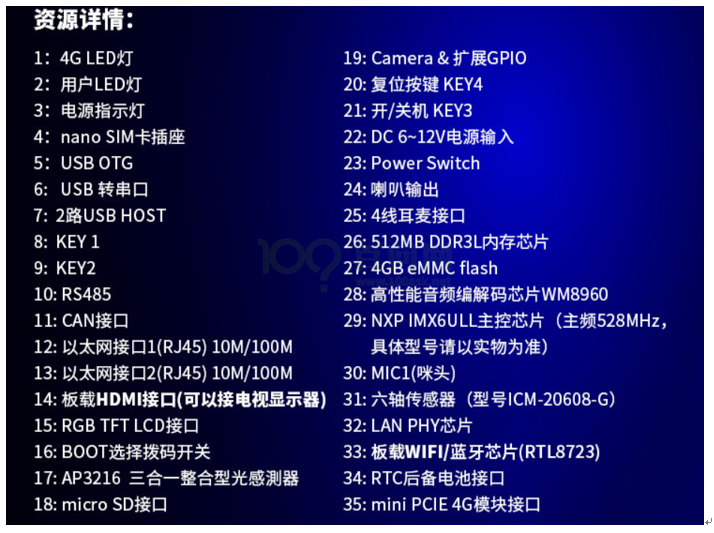 资源详情:
1: 4G LED灯
2: 用户LED灯
3: 电源指示灯
4: nano SIM卡插座
5: USB OTG
6: USB 转串口
7: 2路USB HOST
8: KEY 1
9: KEY2
10: RS485
11: CAN接口
12: 以太网接口1(RJ45) 10M/100M
13: 以太网接口2(RJ45) 10M/100M
14: 板载HDMI接口(可以接电视显示器)
15: RGB TFT LCD接口
16: BOOT选择拨码开关
17: AP3216 三合一整合型光感测器
18: micro SD接口
19: Camera & 扩展GPIO
20: 复位按键 KEY4
21: 开/关机 KEY3
22: DC 6~12V电源输入
23: Power Switch
24: 喇叭输出
25: 4线耳麦接口
26: 512MB DDR3L内存芯片
27: 4GB eMMC flash
28: 高性能音频编解码芯片WM8960
29: NXP IMX6ULL主控芯片（主频528MHz，
具体型号请以实物为准）
30: MIC1(咪头)
31: 六轴传感器（型号ICM-20608-G）
32: LAN PHY芯片
33: 板载WIFI/蓝牙芯片(RTL8723)
34: RTC后备电池接口
35: mini PCIE 4G模块接口